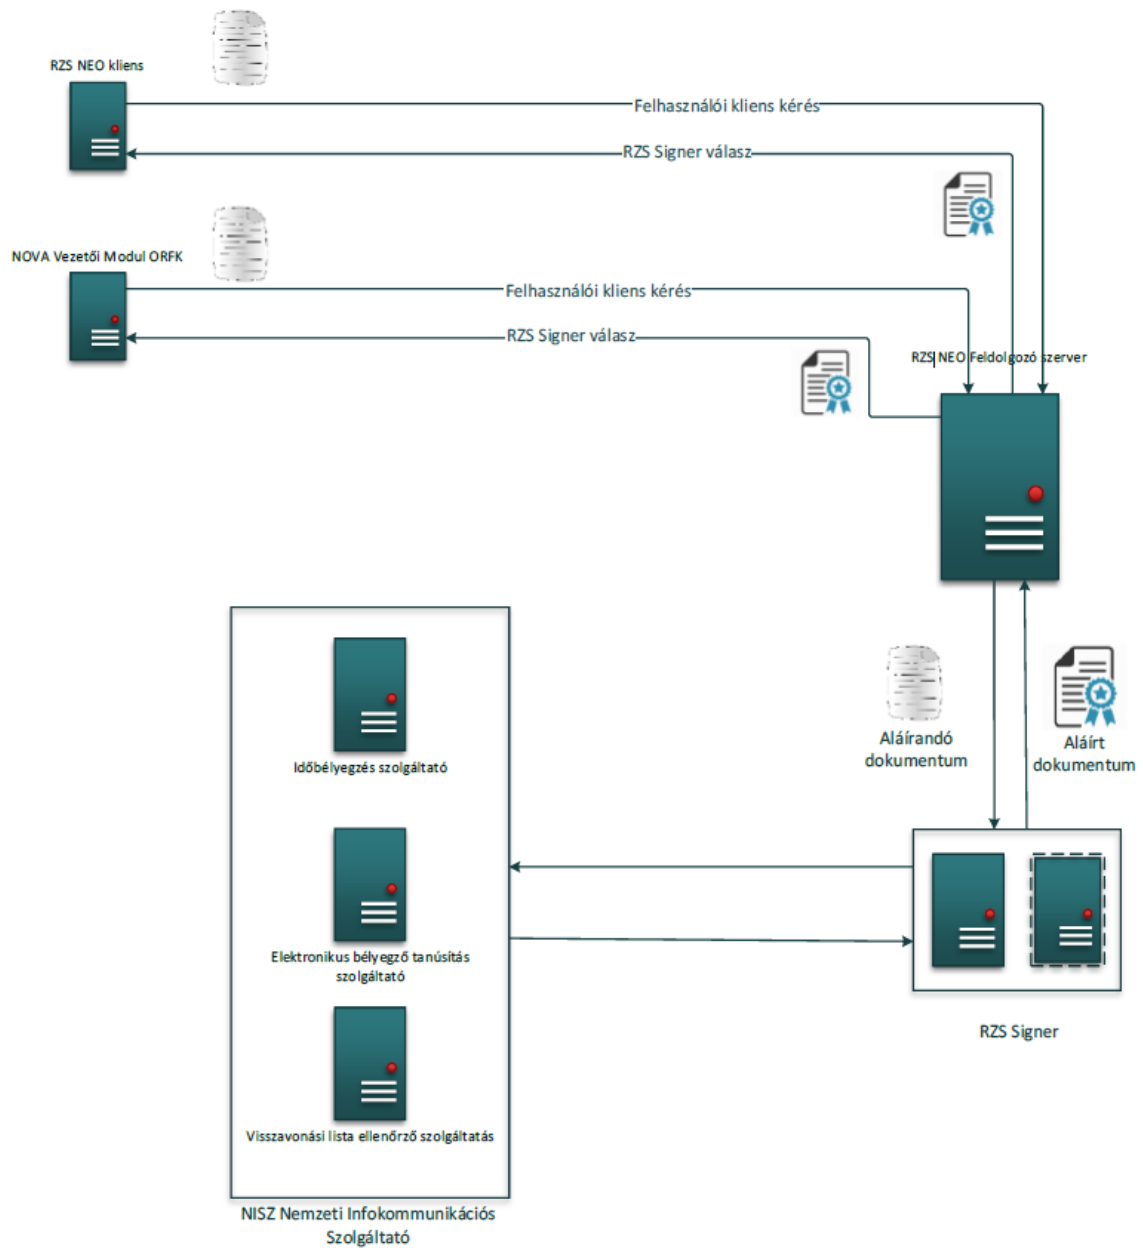 RZS NEO kliens
Felhasználói kliens kérés
RZS Signer válasz
NOVA Vezetői Modul ORFK
Felhasználói kliens kérés
RZS Signer válasz
RZS NEO Feldolgozó szerver
Aláírandó
dokumentum
Aláírt
dokumentum
Időbélyegzés szolgáltató
Elektronikus bélyegző tanúsítás
szolgáltató
Visszavonási lista ellenőrző szolgáltatás
RZS Signer
NISZ Nemzeti Infokommunikációs
Szolgáltató